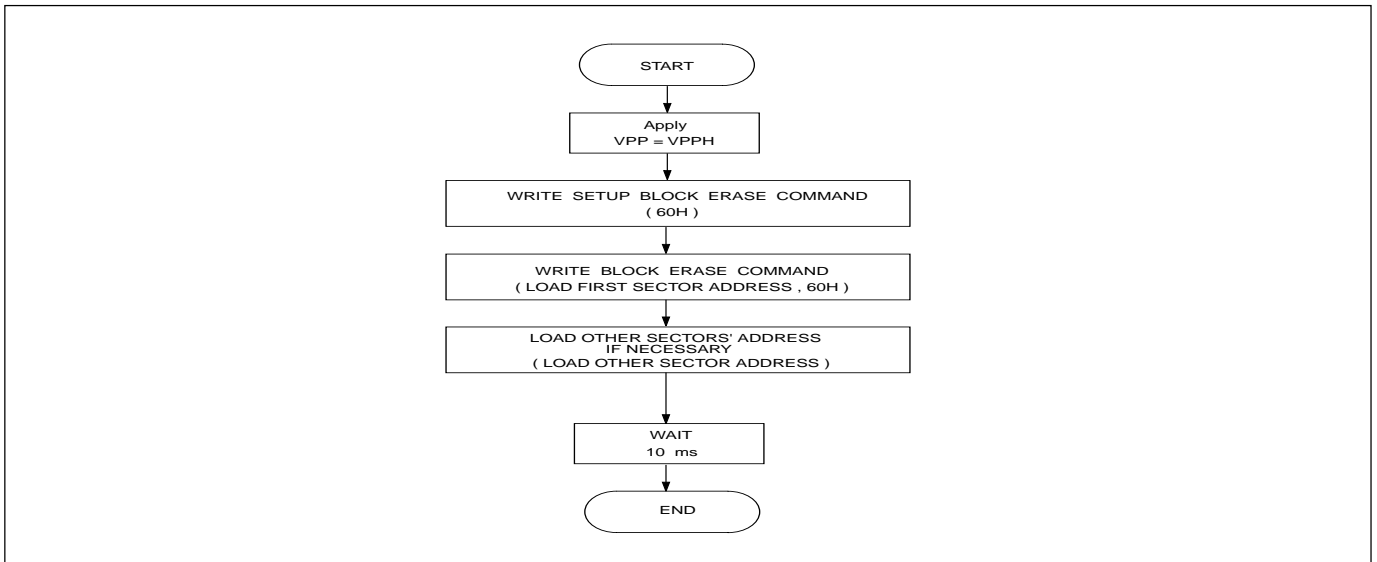 START
Apply
VPP = VPPH
WRITE SETUP BLOCK ERASE COMMAND
( 60H )
WRITE BLOCK ERASE COMMAND
( LOAD FIRST SECTOR ADDRESS , 60H )
LOAD OTHER SECTORS' ADDRESS
IF NECESSARY
( LOAD OTHER SECTOR ADDRESS )
WAIT
10 ms
END